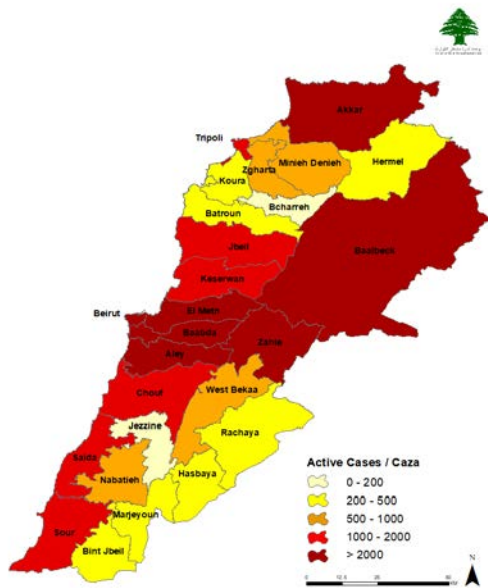 Akkar
Tripoli
Zgharta
Minieh Denieh
Hermel
Koura
Bcharreh
Batroun
Baalbeck
Jbeil
Keserwan
El Metn
Beirut
Baabda
Zahle
Aley
West Bekaa
Chouf
Jezzine
Rachaya
Saida
Hasbaya
Nabatieh
Marjeyoun
Sour
Bint Jbeil
Active Cases / Caza
0 - 200
200 - 500
500 - 1000
1000 - 2000
> 2000
N